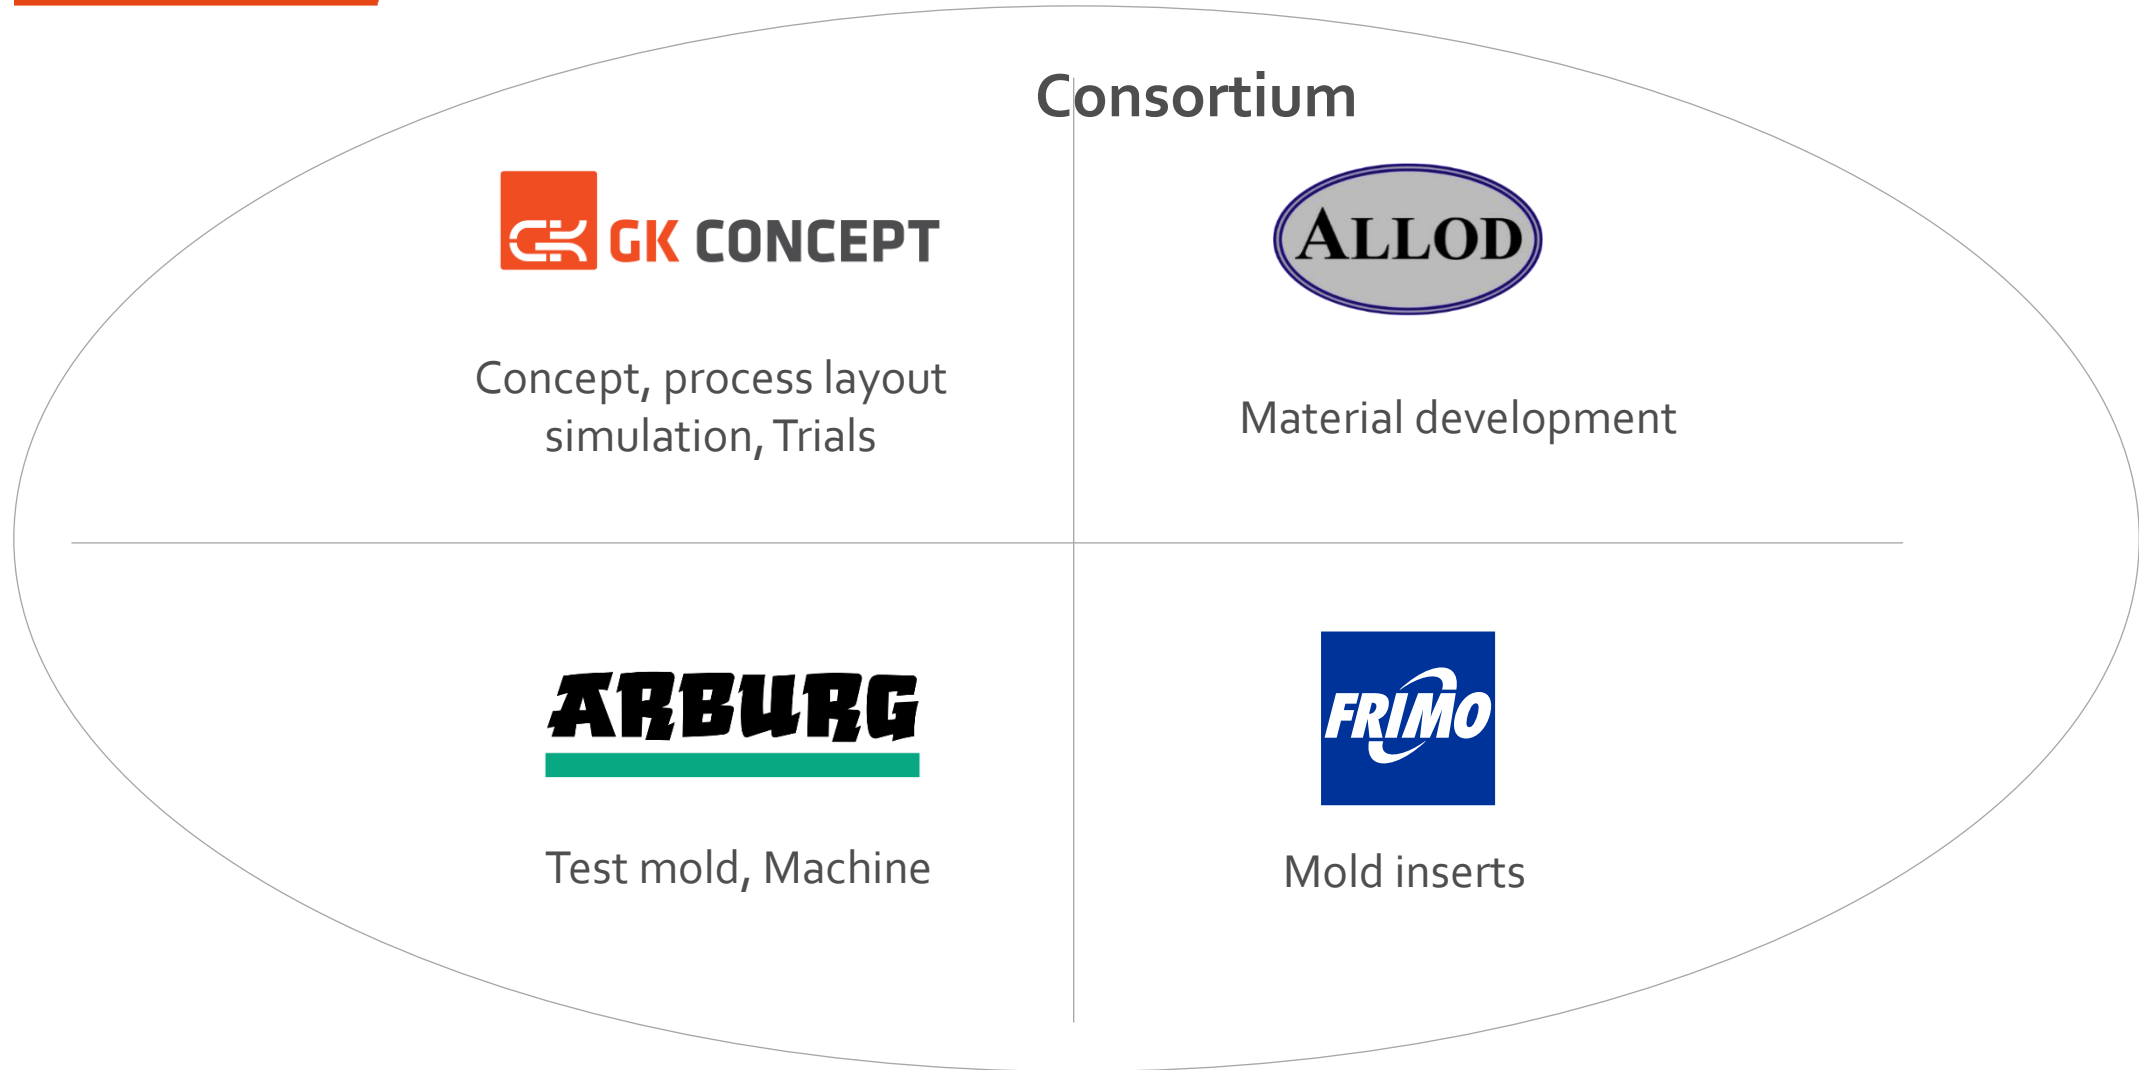 Consortium
GK CONCEPT
ALLOD
Concept, process layout
simulation, Trials
Material development
ARBURG
FRIMO
Test mold, Machine
Mold inserts